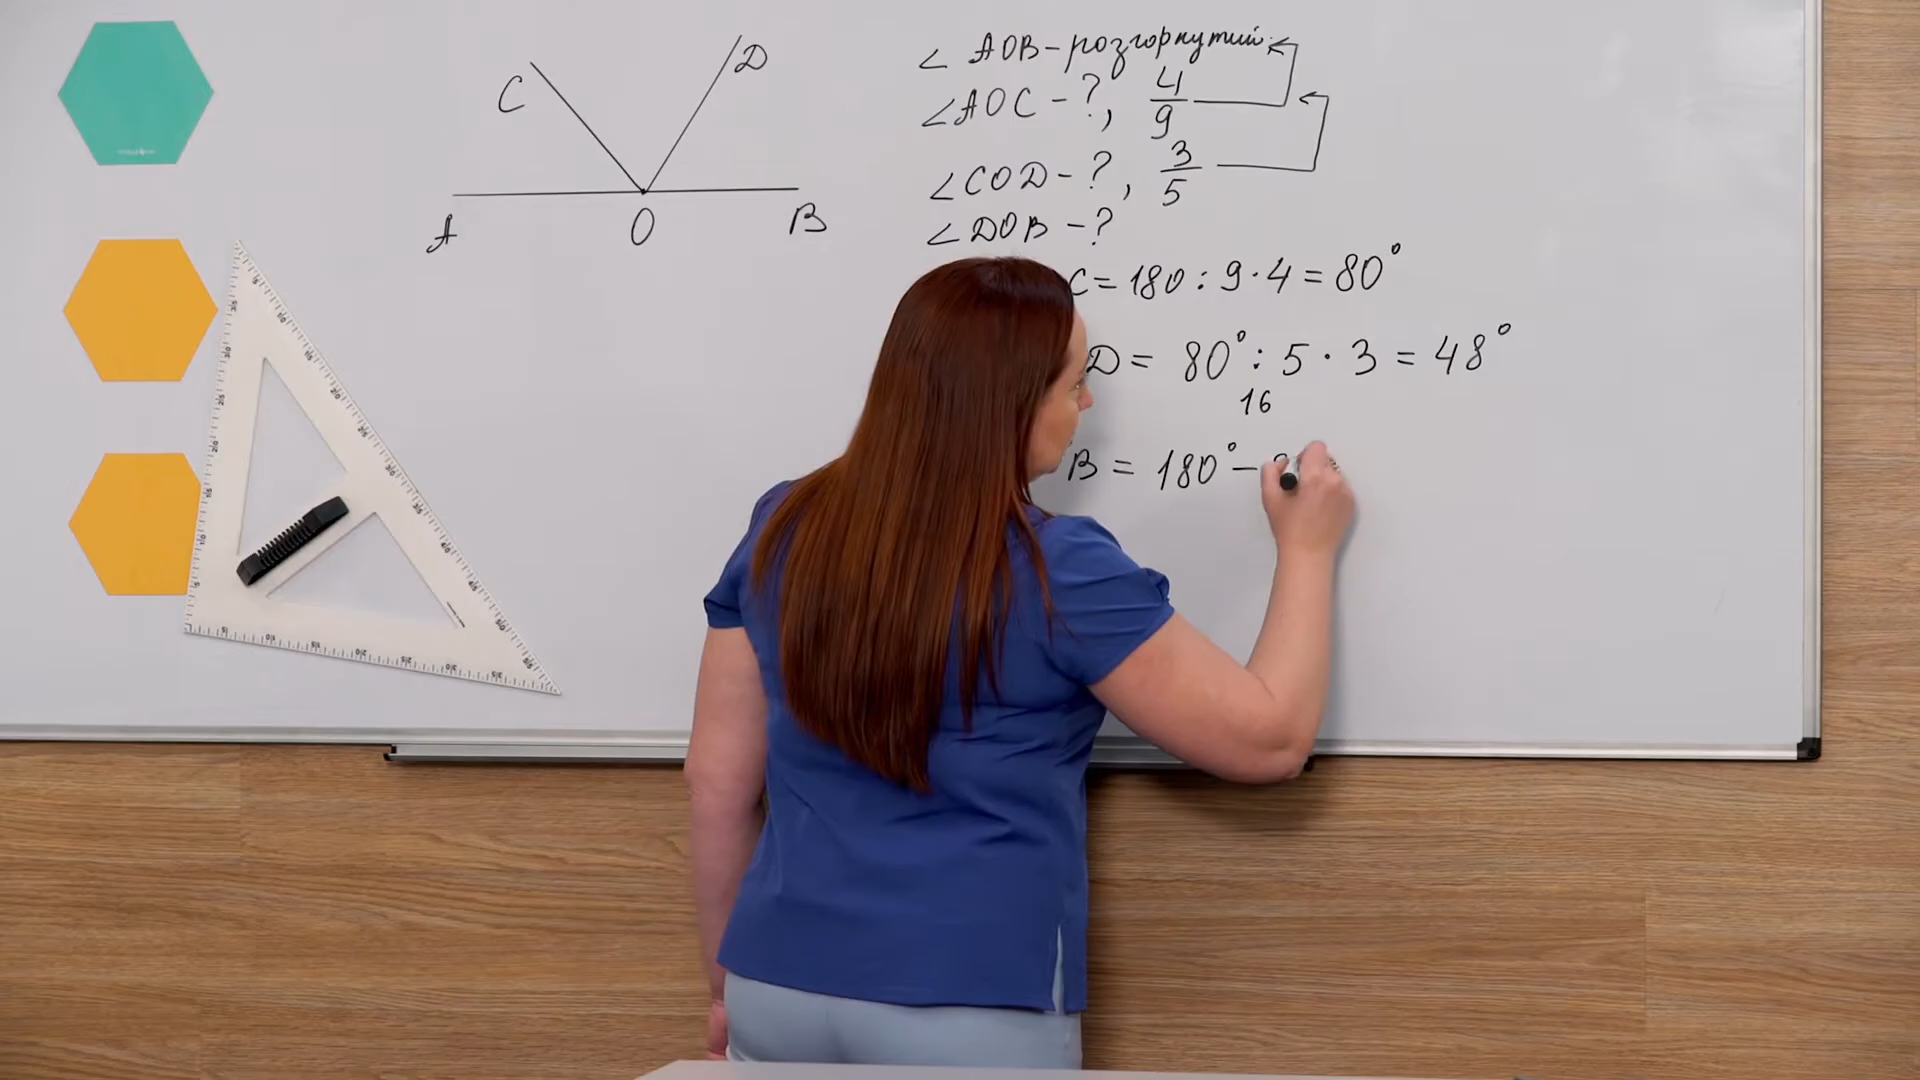 C
D
A
O
B
∠ AOB - розгорнутий
∠AOC - ?, 4/9
∠COD - ?, 3/5
∠DOB - ?
C = 180 : 9 · 4 = 80°
D = 80° : 5 · 3 = 48°
16
B = 180° -